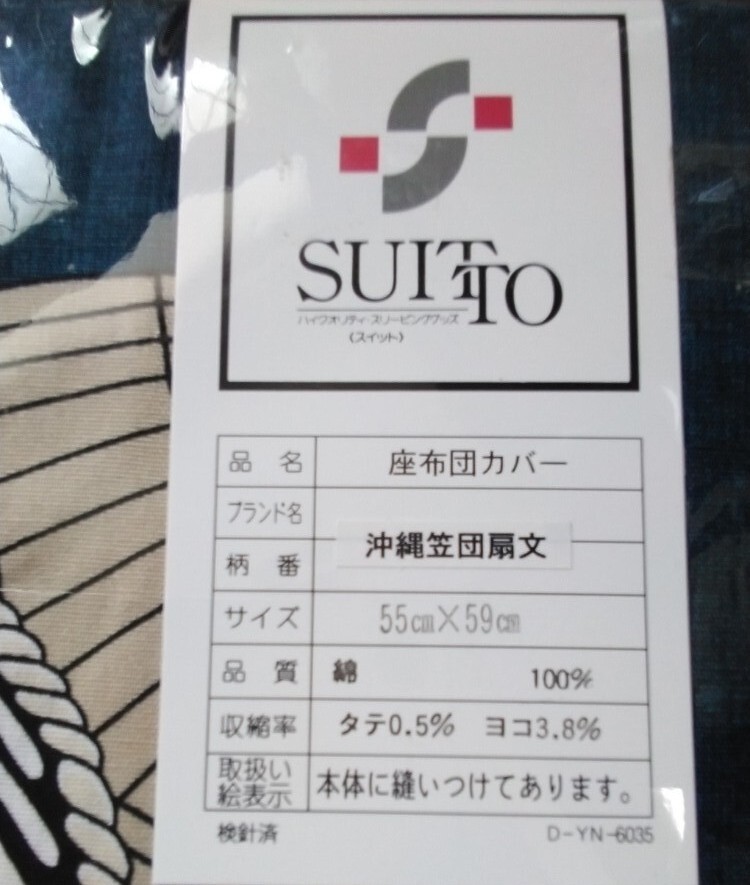 SUITTO
ハイクオリティ・スリーピンググッズ
(スイット)
品 名 座布団カバー
ブランド名
沖縄笠団扇文
柄 番
サイズ 55㎝×59㎝
品 質 綿 100%
収縮率 タテ0.5% ヨコ3.8%
取扱い
絵表示 本体に縫いつけてあります。
検針済 D-YN-6035